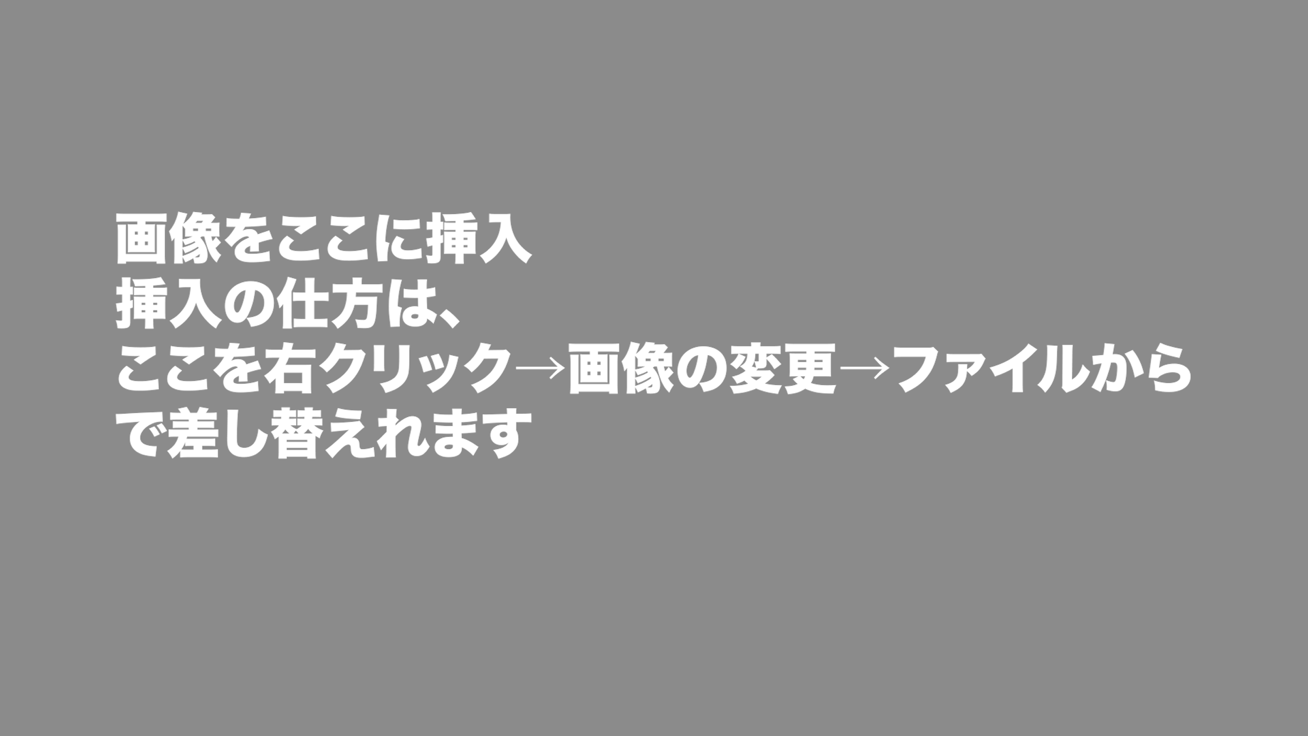 画像をここに挿入
挿入の仕方は、
ここを右クリック→画像の変更→ファイルから
で差し替えれます